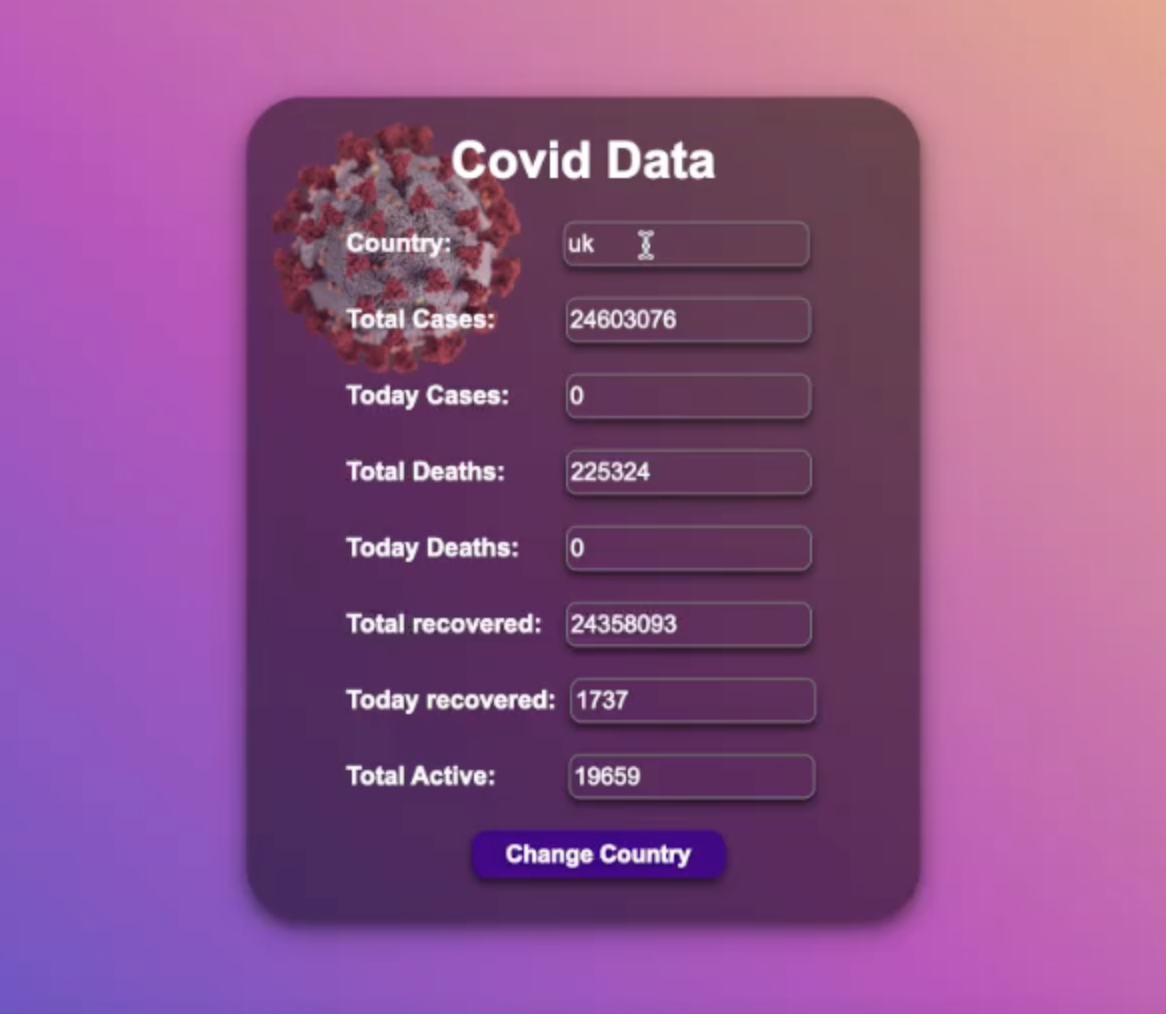 Covid Data
Country: uk
Total Cases: 24603076
Today Cases: 0
Total Deaths: 225324
Today Deaths: 0
Total recovered: 24358093
Today recovered: 1737
Total Active: 19659
Change Country